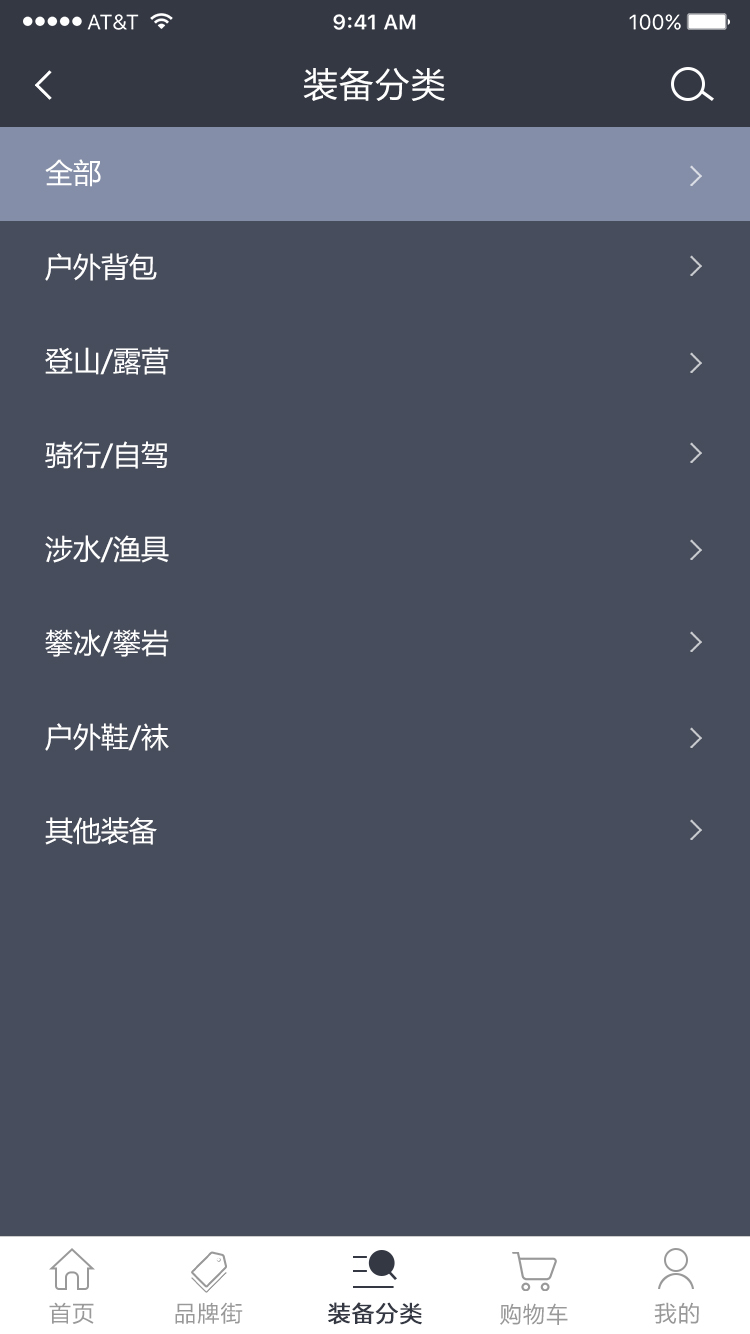 AT&T 9:41 AM 100%
装备分类
全部
户外背包
登山/露营
骑行/自驾
涉水/渔具
攀冰/攀岩
户外鞋/袜
其他装备
首页 品牌街 装备分类 购物车 我的